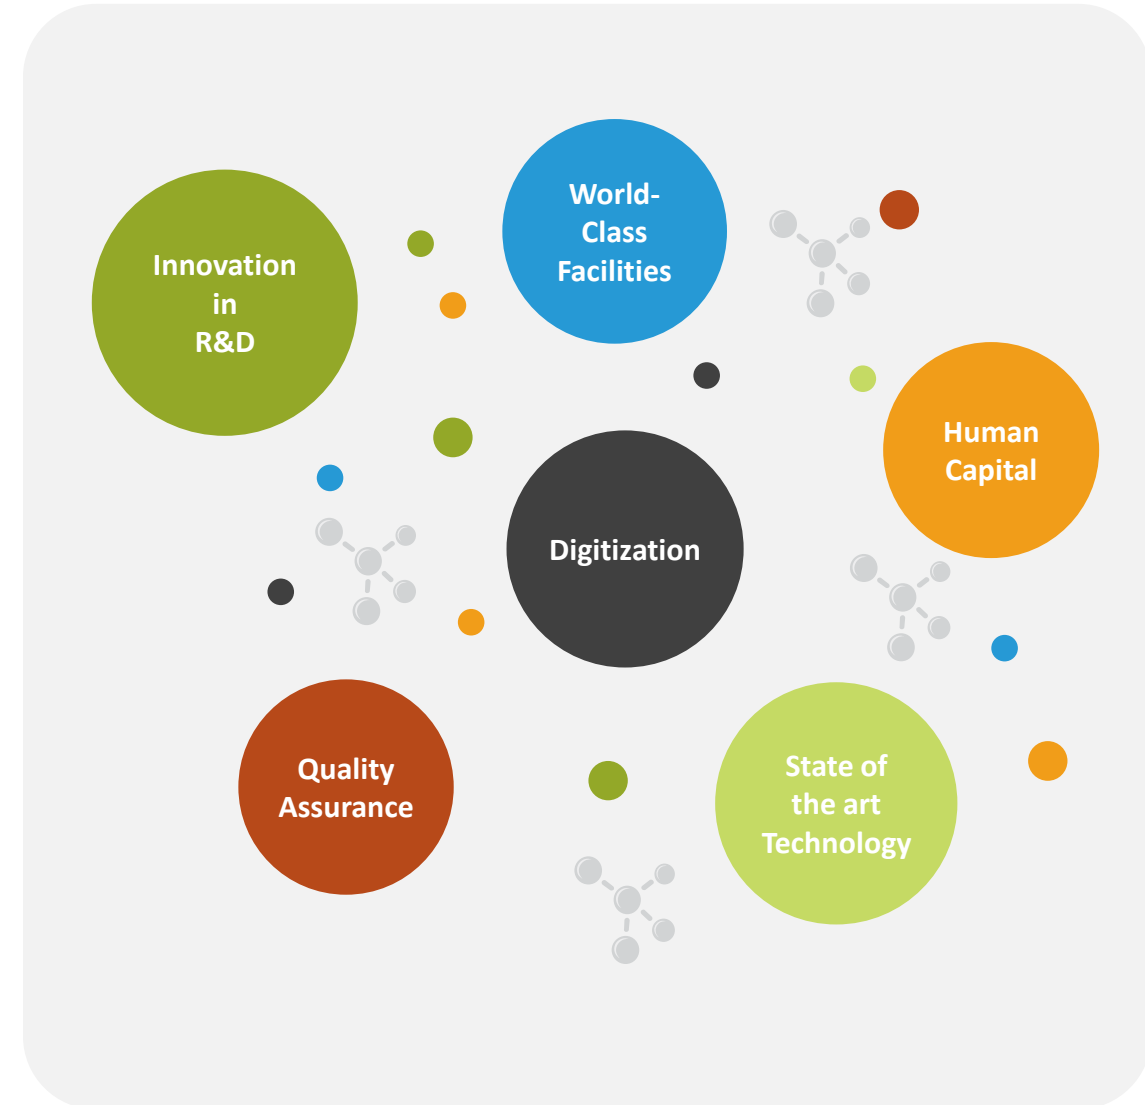 World-
Class
Facilities
Innovation
in
R&D
Human
Capital
Digitization
Quality
Assurance
State of
the art
Technology